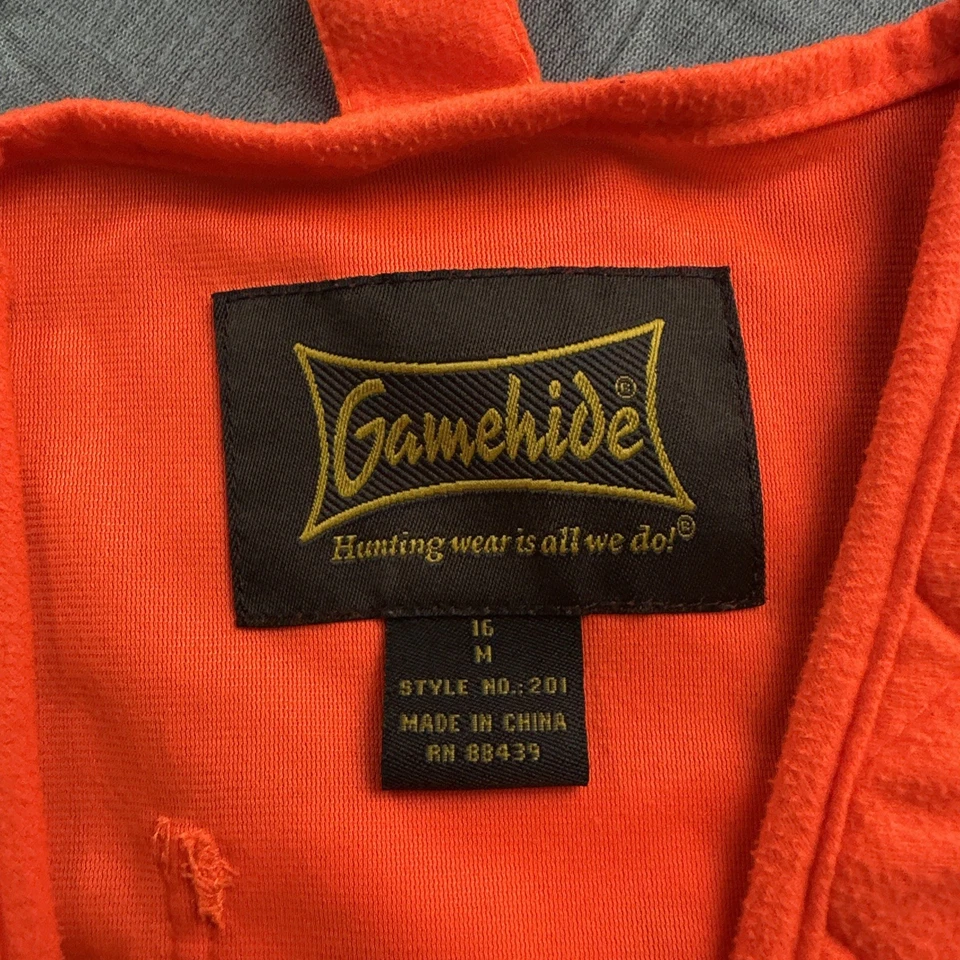 Gamehide®
Hunting wear is all we do!®
16
M
STYLE NO.: 201
MADE IN CHINA
RN 88439